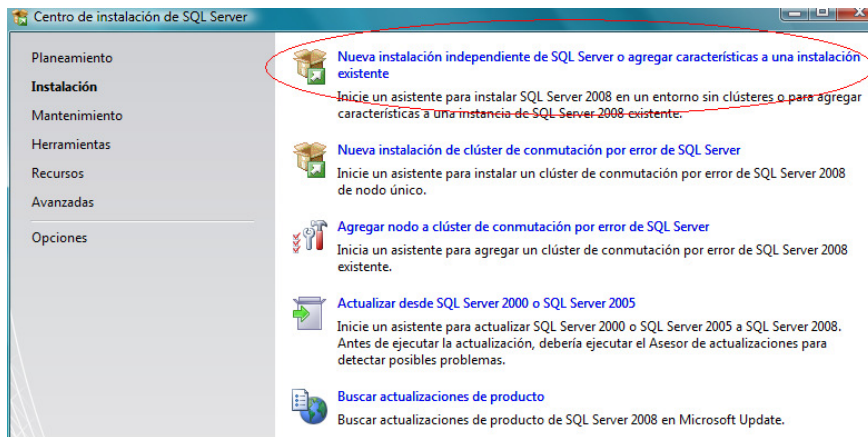 Centro de instalación de SQL Server
Planeamiento
Instalación
Mantenimiento
Herramientas
Recursos
Avanzadas
Opciones
Nueva instalación independiente de SQL Server o agregar características a una instalación
existente
Inicie un asistente para instalar SQL Server 2008 en un entorno sin clústeres o para agregar
características a una instancia de SQL Server 2008 existente.
Nueva instalación de clúster de conmutación por error de SQL Server
Inicie un asistente para instalar un clúster de conmutación por error de SQL Server 2008
de nodo único.
Agregar nodo a clúster de conmutación por error de SQL Server
Inicia un asistente para agregar un clúster de conmutación por error de SQL Server 2008
existente.
Actualizar desde SQL Server 2000 o SQL Server 2005
Inicie un asistente para actualizar SQL Server 2000 o SQL Server 2005 a SQL Server 2008.
Antes de ejecutar la actualización, debería ejecutar el Asesor de actualizaciones para
detectar posibles problemas.
Buscar actualizaciones de producto
Buscar actualizaciones de producto de SQL Server 2008 en Microsoft Update.